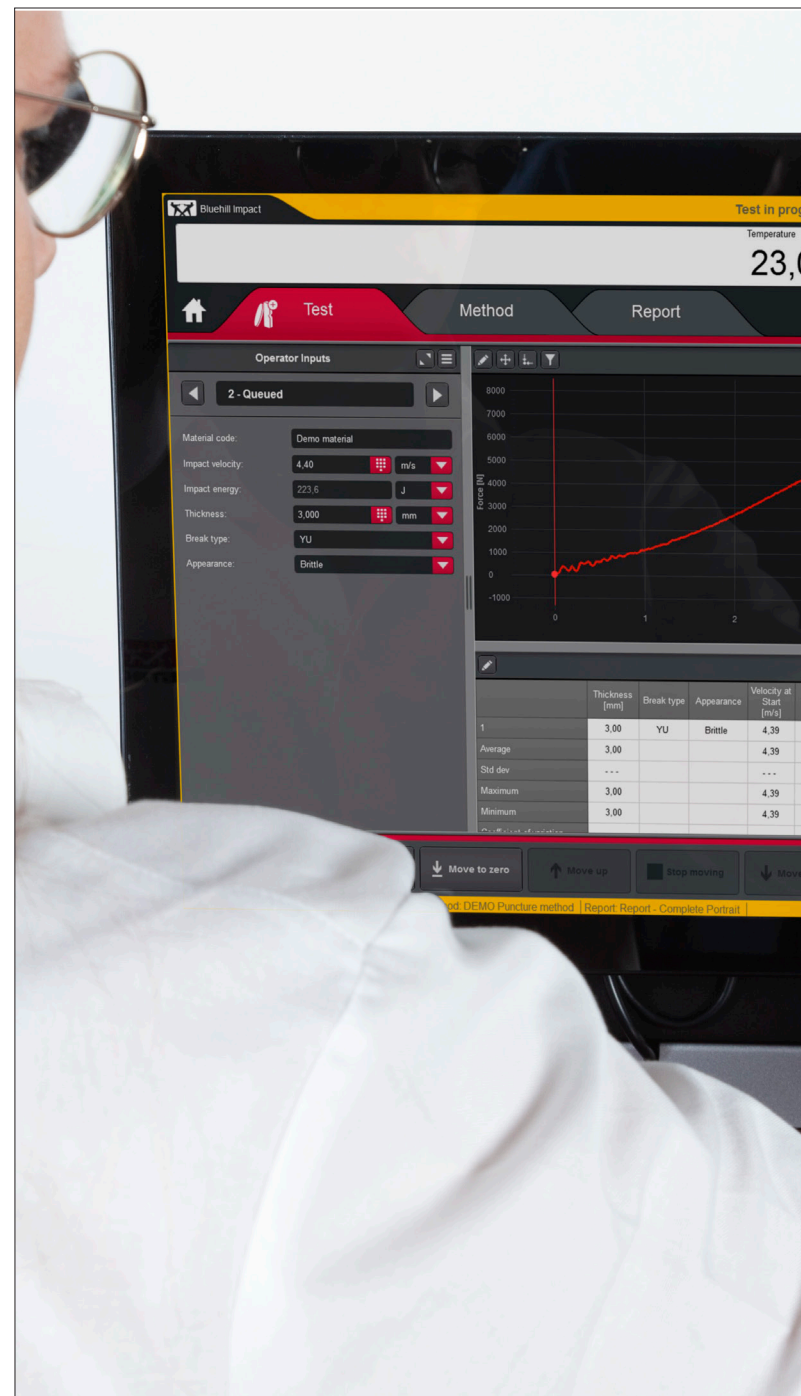 Bluehill Impact
Test in prog
Temperature
23,
Test Method Report
Operator Inputs
2 - Queued
Material code: Demo material
Impact velocity: 4,40 m/s
Impact energy: 223,6 J
Thickness: 3,000 mm
Break type: YU
Appearance: Brittle
8000
7000
6000
5000
4000
3000
2000
1000
0
-1000
Force [N]
0 1 2
Thickness [mm] Break type Appearance Velocity at Start [m/s]
1 3,00 YU Brittle 4,39
Average 3,00 4,39
Std dev --- ---
Maximum 3,00 4,39
Minimum 3,00 4,39
Coefficient of variation
Move to zero Move up Stop moving Move
od: DEMO Puncture method Report: Report - Complete Portrait